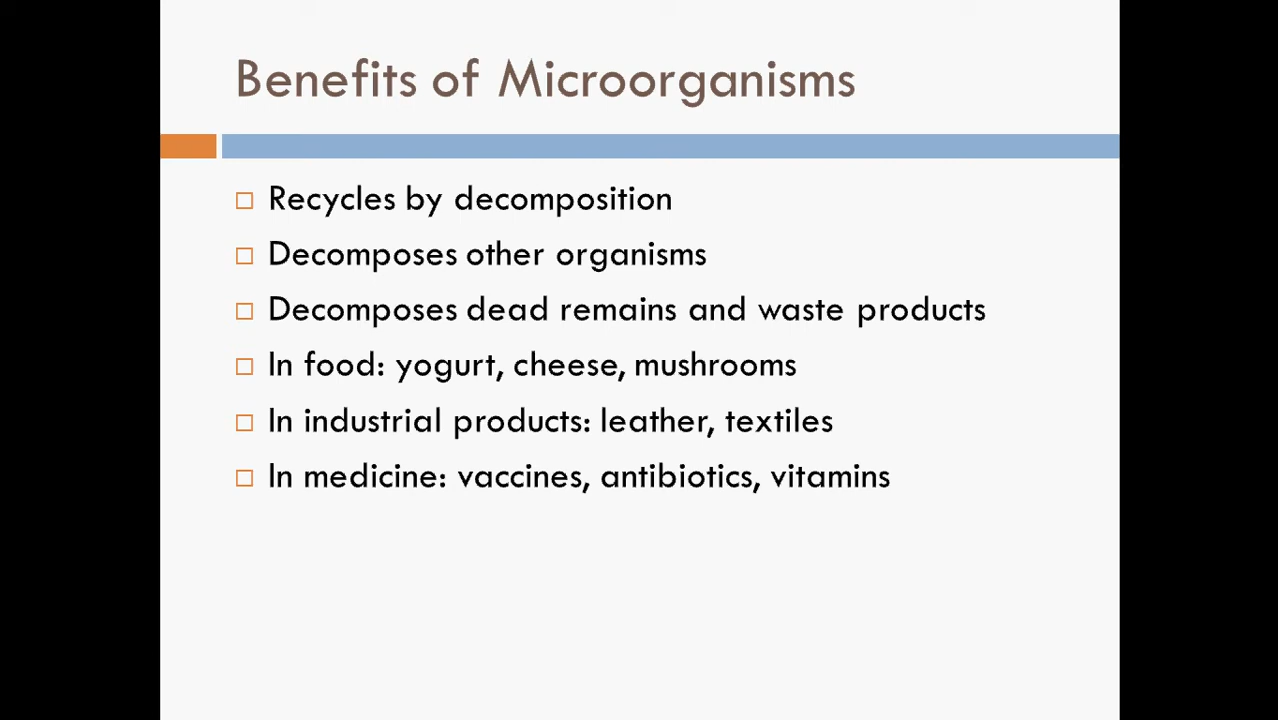 Benefits of Microorganisms
Recycles by decomposition
Decomposes other organisms
Decomposes dead remains and waste products
In food: yogurt, cheese, mushrooms
In industrial products: leather, textiles
In medicine: vaccines, antibiotics, vitamins